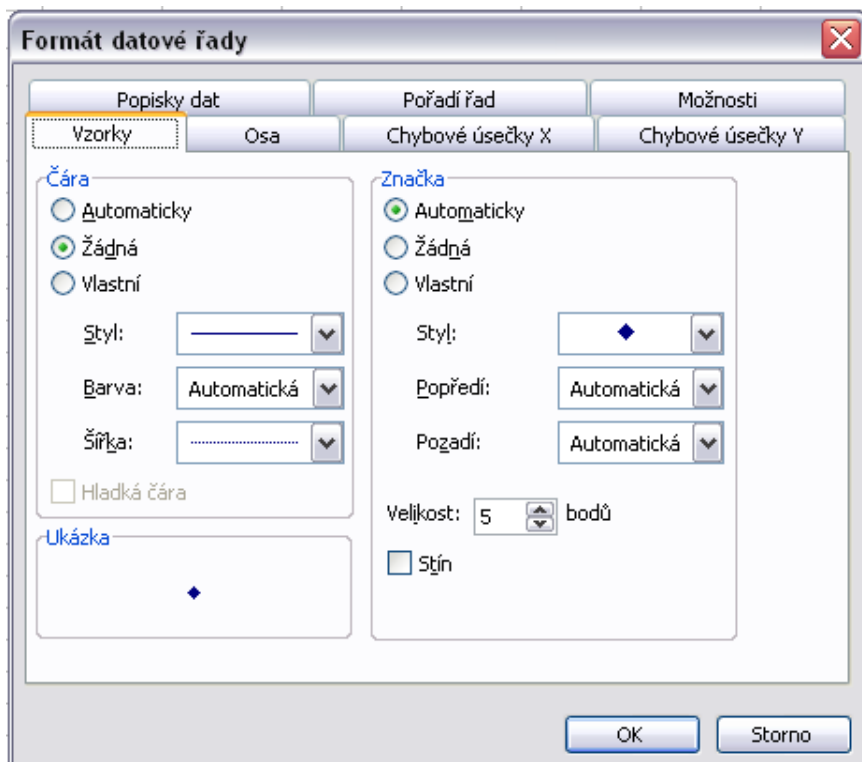 Formát datové řady
Popisky dat
Pořadí řad
Možnosti
Vzorky
Osa
Chybové úsečky X
Chybové úsečky Y
Čára
Automaticky
Žádná
Vlastní
Styl:
Barva: Automatická
Šířka:
Hladká čára
Ukázka
Značka
Automaticky
Žádná
Vlastní
Styl:
Popředí: Automatická
Pozadí: Automatická
Velikost: 5 bodů
Stín
OK
Storno